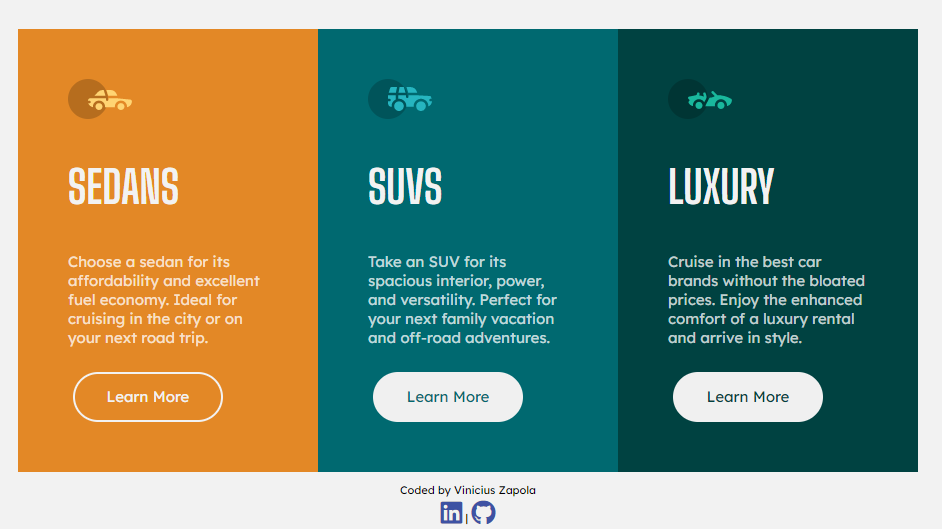 SEDANS
Choose a sedan for its
affordability and excellent
fuel economy. Ideal for
cruising in the city or on
your next road trip.
Learn More
SUVS
Take an SUV for its
spacious interior, power,
and versatility. Perfect for
your next family vacation
and off-road adventures.
Learn More
LUXURY
Cruise in the best car
brands without the bloated
prices. Enjoy the enhanced
comfort of a luxury rental
and arrive in style.
Learn More
Coded by Vinicius Zapola
in |